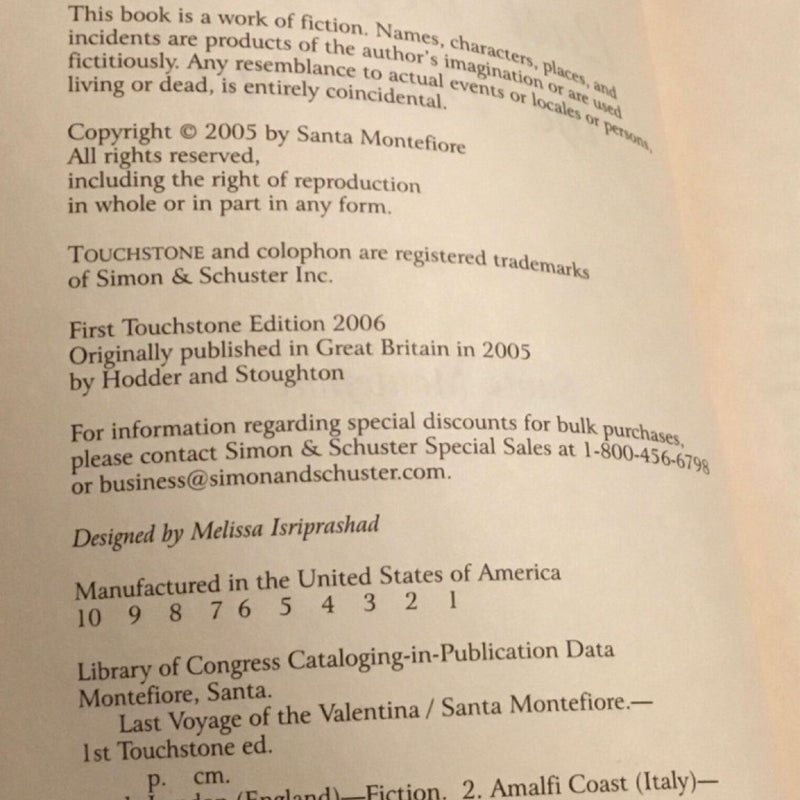 This book is a work of fiction. Names, characters, places, and
incidents are products of the author's imagination or are used
fictitiously. Any resemblance to actual events or locales or persons,
living or dead, is entirely coincidental.
Copyright © 2005 by Santa Montefiore
All rights reserved,
including the right of reproduction
in whole or in part in any form.
TOUCHSTONE and colophon are registered trademarks
of Simon & Schuster Inc.
First Touchstone Edition 2006
Originally published in Great Britain in 2005
by Hodder and Stoughton
For information regarding special discounts for bulk purchases,
please contact Simon & Schuster Special Sales at 1-800-456-6798
or business@simonandschuster.com.
Designed by Melissa Isriprashad
Manufactured in the United States of America
10 9 8 7 6 5 4 3 2 1
Library of Congress Cataloging-in-Publication Data
Montefiore, Santa.
Last Voyage of the Valentina / Santa Montefiore.—
1st Touchstone ed.
p. cm.
London (England)—Fiction. 2. Amalfi Coast (Italy)—